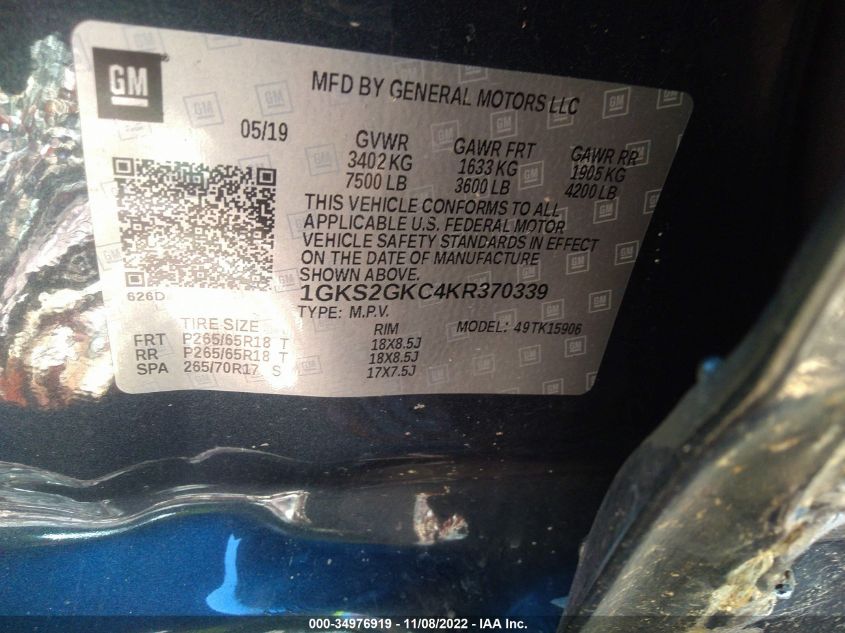 GM
MFD BY GENERAL MOTORS LLC
05/19
GVWR GAWR FRT GAWR RR
3402 KG 1633 KG 1905 KG
7500 LB 3600 LB 4200 LB
THIS VEHICLE CONFORMS TO ALL
APPLICABLE U.S. FEDERAL MOTOR
VEHICLE SAFETY STANDARDS IN EFFECT
ON THE DATE OF MANUFACTURE
SHOWN ABOVE.
626D
1GKS2GKC4KR370339
TYPE: M.P.V. MODEL: 49TK15906
TIRE SIZE RIM
FRT P265/65R18 T 18X8.5J
RR P265/65R18 T 18X8.5J
SPA 265/70R17 S 17X7.5J
000-34976919 - 11/08/2022 - IAA Inc.